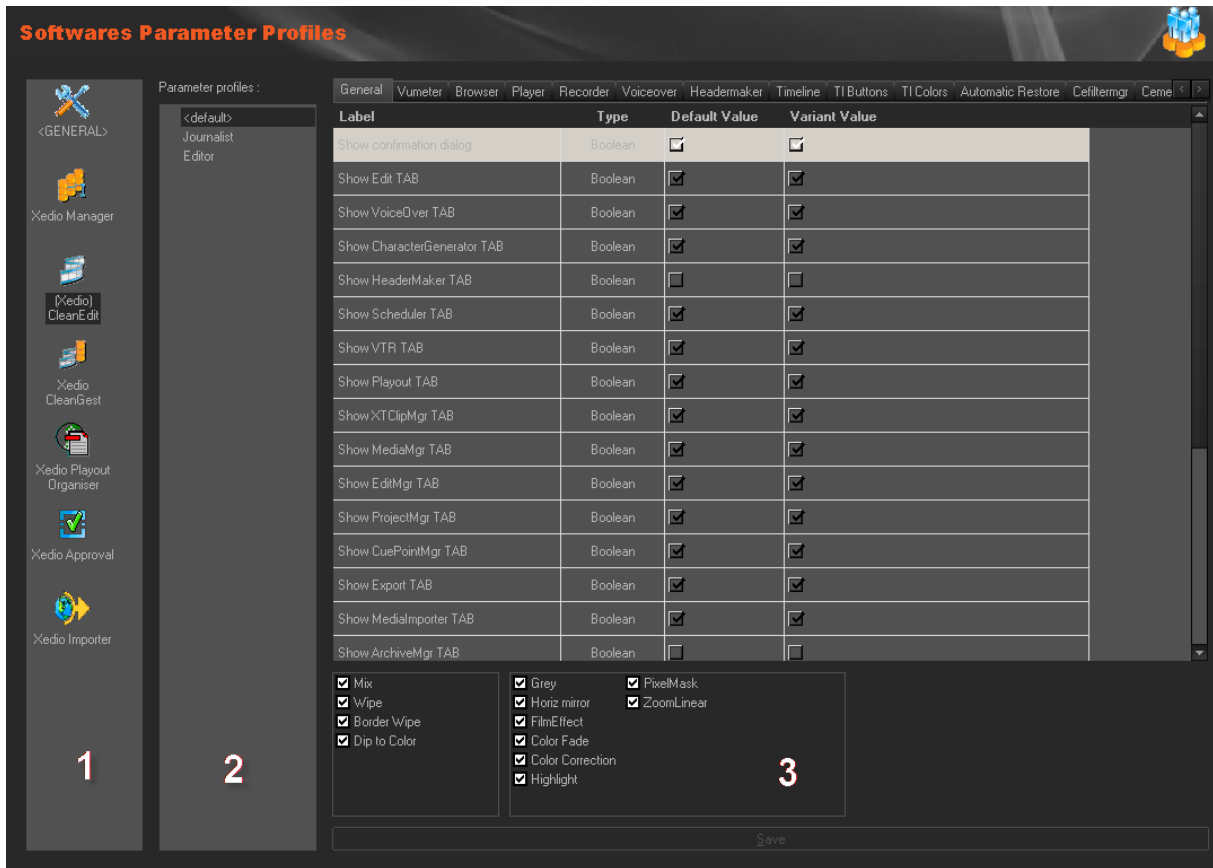 Softwares Parameter Profiles
<GENERAL>
Xedio Manager
(Xedio)
CleanEdit
Xedio
CleanGest
Xedio Playout
Organiser
Xedio Approval
Xedio Importer
1
Parameter profiles :
<default>
Journalist
Editor
2
General Vumeter Browser Player Recorder Voiceover Headermaker Timeline TI Buttons TI Colors Automatic Restore Cefiltermgr Ceme
Label Type Default Value Variant Value
Show confirmation dialog Boolean
Show Edit TAB Boolean
Show VoiceOver TAB Boolean
Show CharacterGenerator TAB Boolean
Show HeaderMaker TAB Boolean
Show Scheduler TAB Boolean
Show VTR TAB Boolean
Show Playout TAB Boolean
Show XTClipMgr TAB Boolean
Show MediaMgr TAB Boolean
Show EditMgr TAB Boolean
Show ProjectMgr TAB Boolean
Show CuePointMgr TAB Boolean
Show Export TAB Boolean
Show MediaImporter TAB Boolean
Show ArchiveMgr TAB Boolean
Mix
Wipe
Border Wipe
Dip to Color
Grey
Horiz mirror
FilmEffect
Color Fade
Color Correction
Highlight
PixelMask
ZoomLinear
3
Save